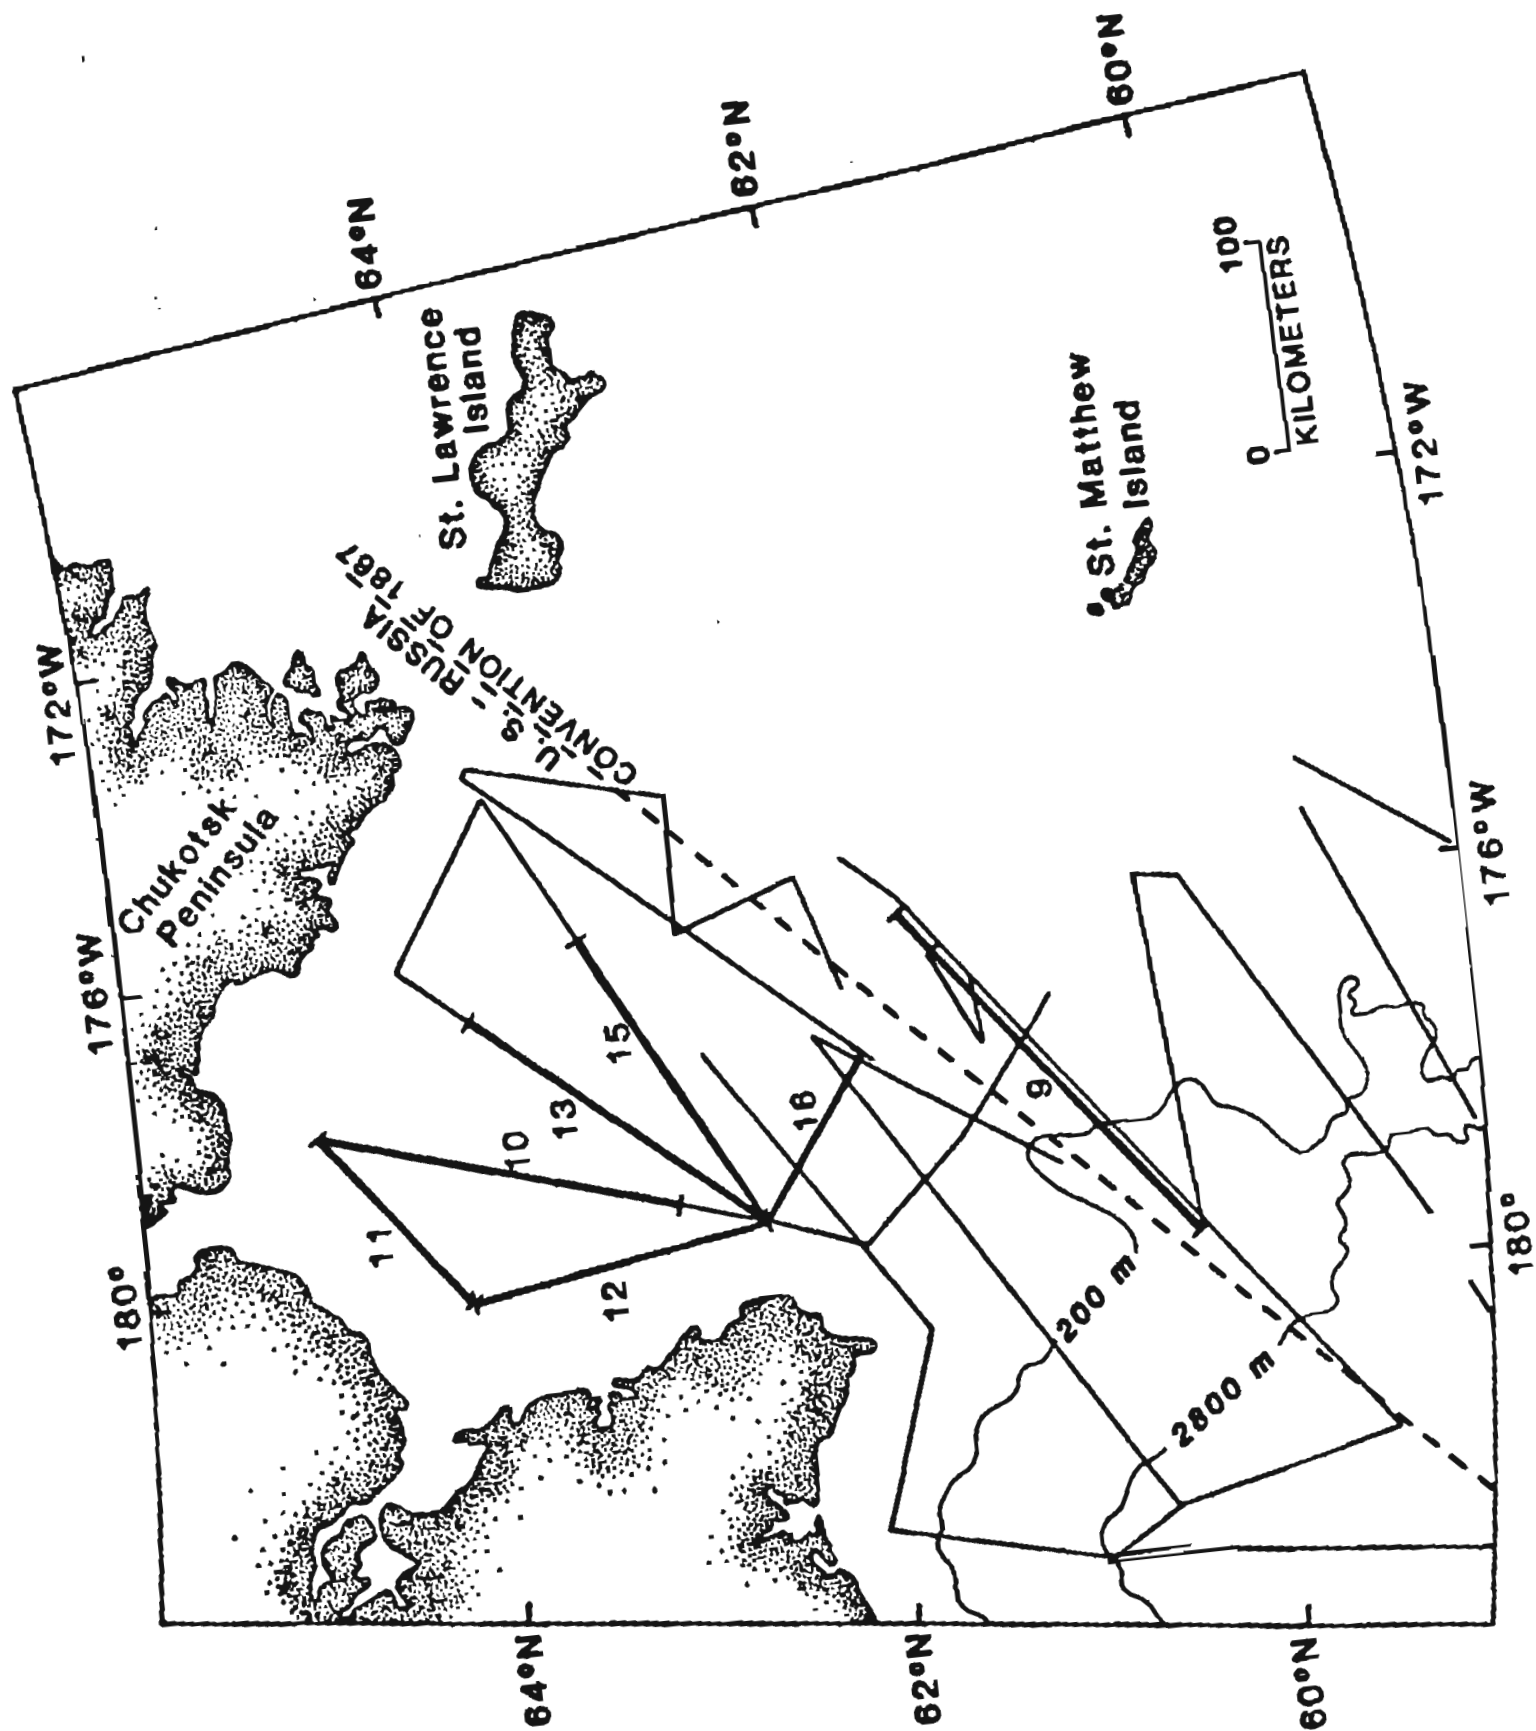 180°
176°W
172°W
Chukotsk
Peninsula
64°N
62°N
60°N
St. Lawrence
Island
U. S. - RUSSIA
CONVENTION OF 1867
11
10
13
15
12
16
9
St. Matthew
Island
200 m
2800 m
0
100
KILOMETERS
64°N
62°N
60°N
180°
176°W
172°W